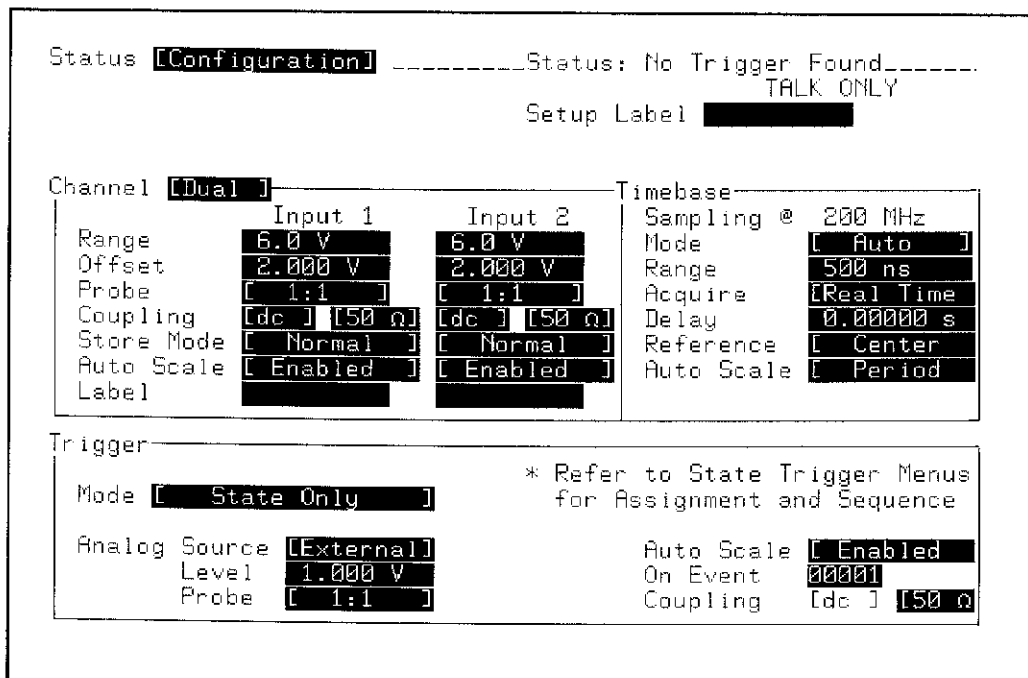 Status [Configuration] Status: No Trigger Found
TALK ONLY
Setup Label
Channel [Dual ]
Input 1 Input 2
Range 6.0 V 6.0 V
Offset 2.000 V 2.000 V
Probe [ 1:1 ] [ 1:1 ]
Coupling [dc ] [50 Ω] [dc ] [50 Ω]
Store Mode [ Normal ] [ Normal ]
Auto Scale [ Enabled ] [ Enabled ]
Label
Timebase
Sampling @ 200 MHz
Mode [ Auto ]
Range 500 ns
Acquire [Real Time
Delay 0.00000 s
Reference [ Center
Auto Scale [ Period
Trigger
Mode [ State Only ]
* Refer to State Trigger Menus
for Assignment and Sequence
Analog Source [External]
Level 1.000 V
Probe [ 1:1 ]
Auto Scale [ Enabled
On Event 00001
Coupling [dc ] [50 Ω